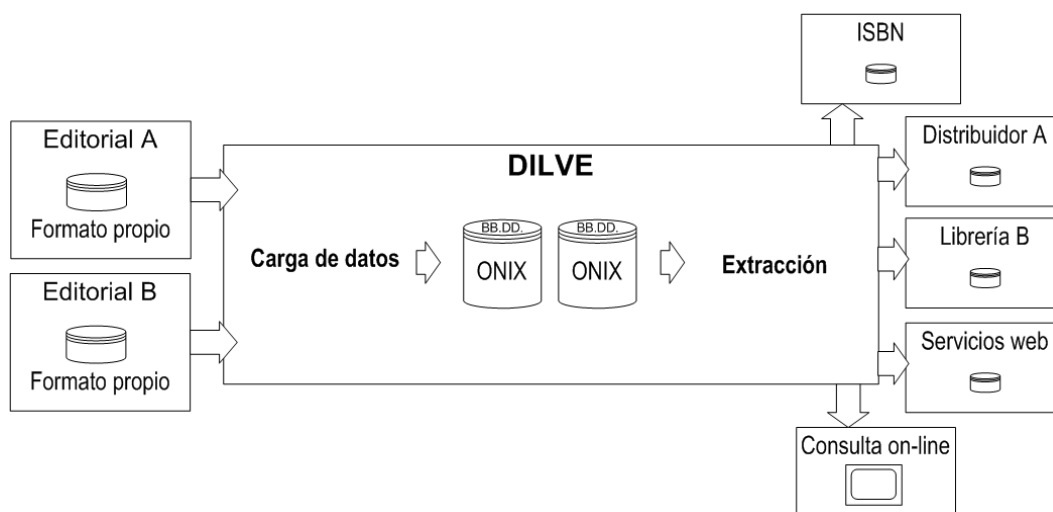 ISBN
Editorial A
Formato propio
Editorial B
Formato propio
DILVE
Carga de datos
BB.DD.
ONIX
BB.DD.
ONIX
Extracción
Distribuidor A
Librería B
Servicios web
Consulta on-line